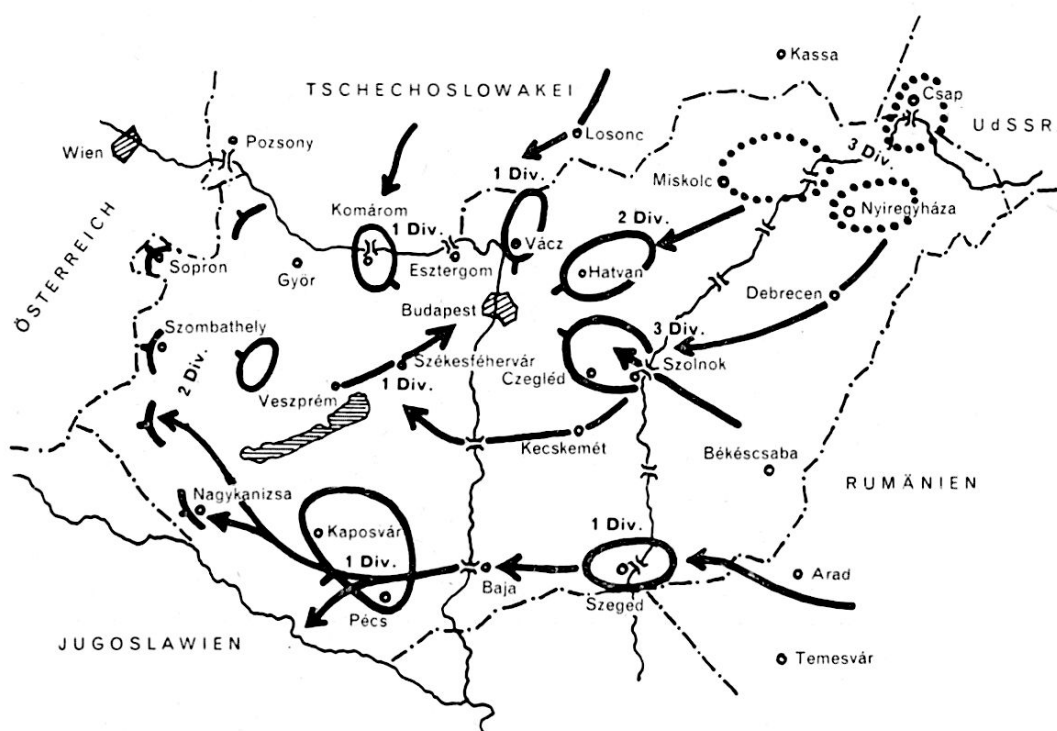 Kassa
TSCHECHOSLOWAKEI
Csap
UdSSR
Wien
Pozsony
Losonc
3 Div.
1 Div.
Miskolc
Nyiregyháza
Komárom
1 Div.
2 Div.
Vácz
ÖSTERREICH
Sopron
Györ
Esztergom
Hatvan
Debrecen
Budapest
3 Div.
Szombathely
Székesféhervár
Szolnok
2 Div.
1 Div.
Czegléd
Veszprém
Kecskemét
Békéscsaba
RUMÄNIEN
Nagykanizsa
Kaposvár
1 Div.
1 Div.
Baja
Arad
Szeged
Pécs
JUGOSLAWIEN
Temesvár